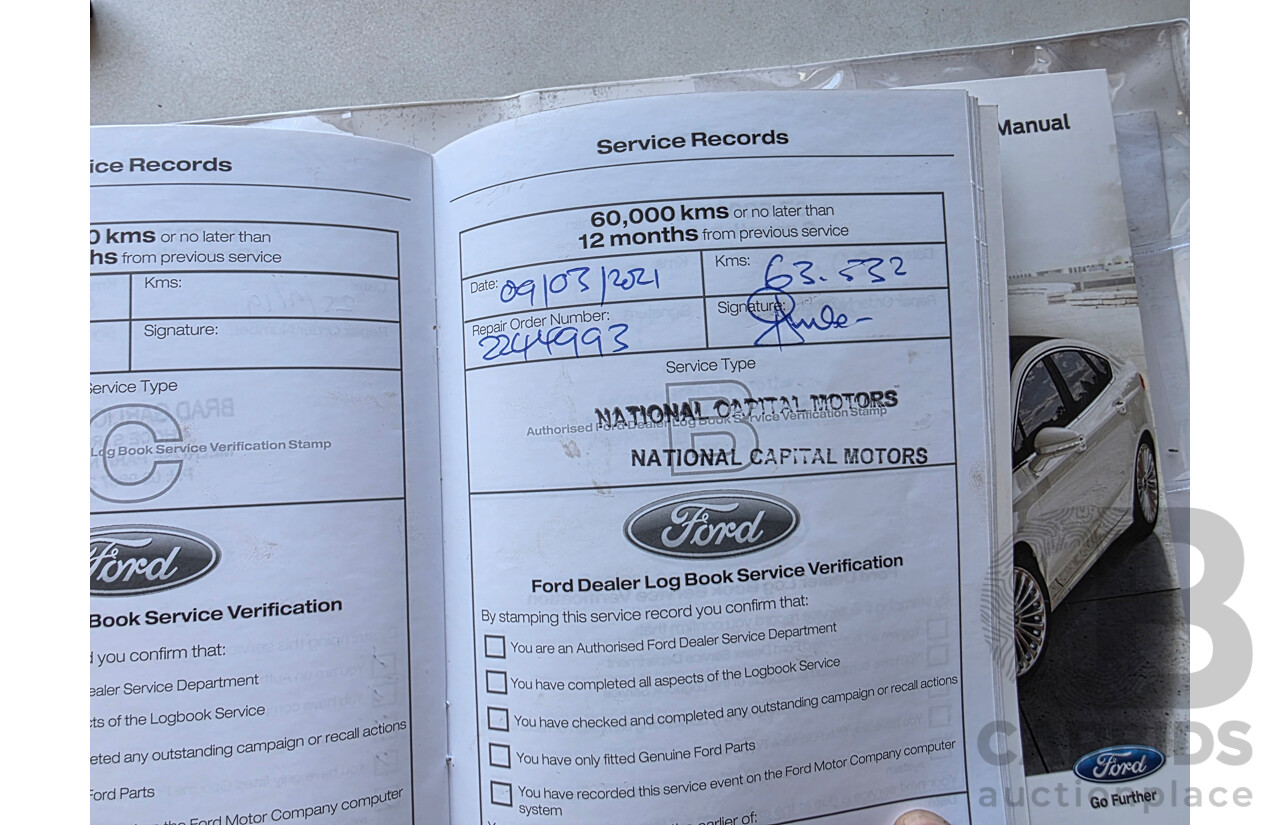 ice Records
0 kms or no later than
hs from previous service
Kms:
Signature:
Service Type
C
Log Book Service Verification Stamp
Ford
Book Service Verification
d you confirm that:
ealer Service Department
cts of the Logbook Service
eted any outstanding campaign or recall actions
Ford Parts
the Ford Motor Company computer
Service Records
60,000 kms or no later than
12 months from previous service
Date: 09/03/2021
Kms: 63.532
Repair Order Number:
2244993
Signature:
Service Type
B
NATIONAL CAPITAL MOTORS
Authorised Ford Dealer Log Book Service Verification Stamp
NATIONAL CAPITAL MOTORS
Ford
Ford Dealer Log Book Service Verification
By stamping this service record you confirm that:
You are an Authorised Ford Dealer Service Department
You have completed all aspects of the Logbook Service
You have checked and completed any outstanding campaign or recall actions
You have only fitted Genuine Ford Parts
You have recorded this service event on the Ford Motor Company computer
system
the earlier of:
Manual
Ford
Go Further
B
auction place